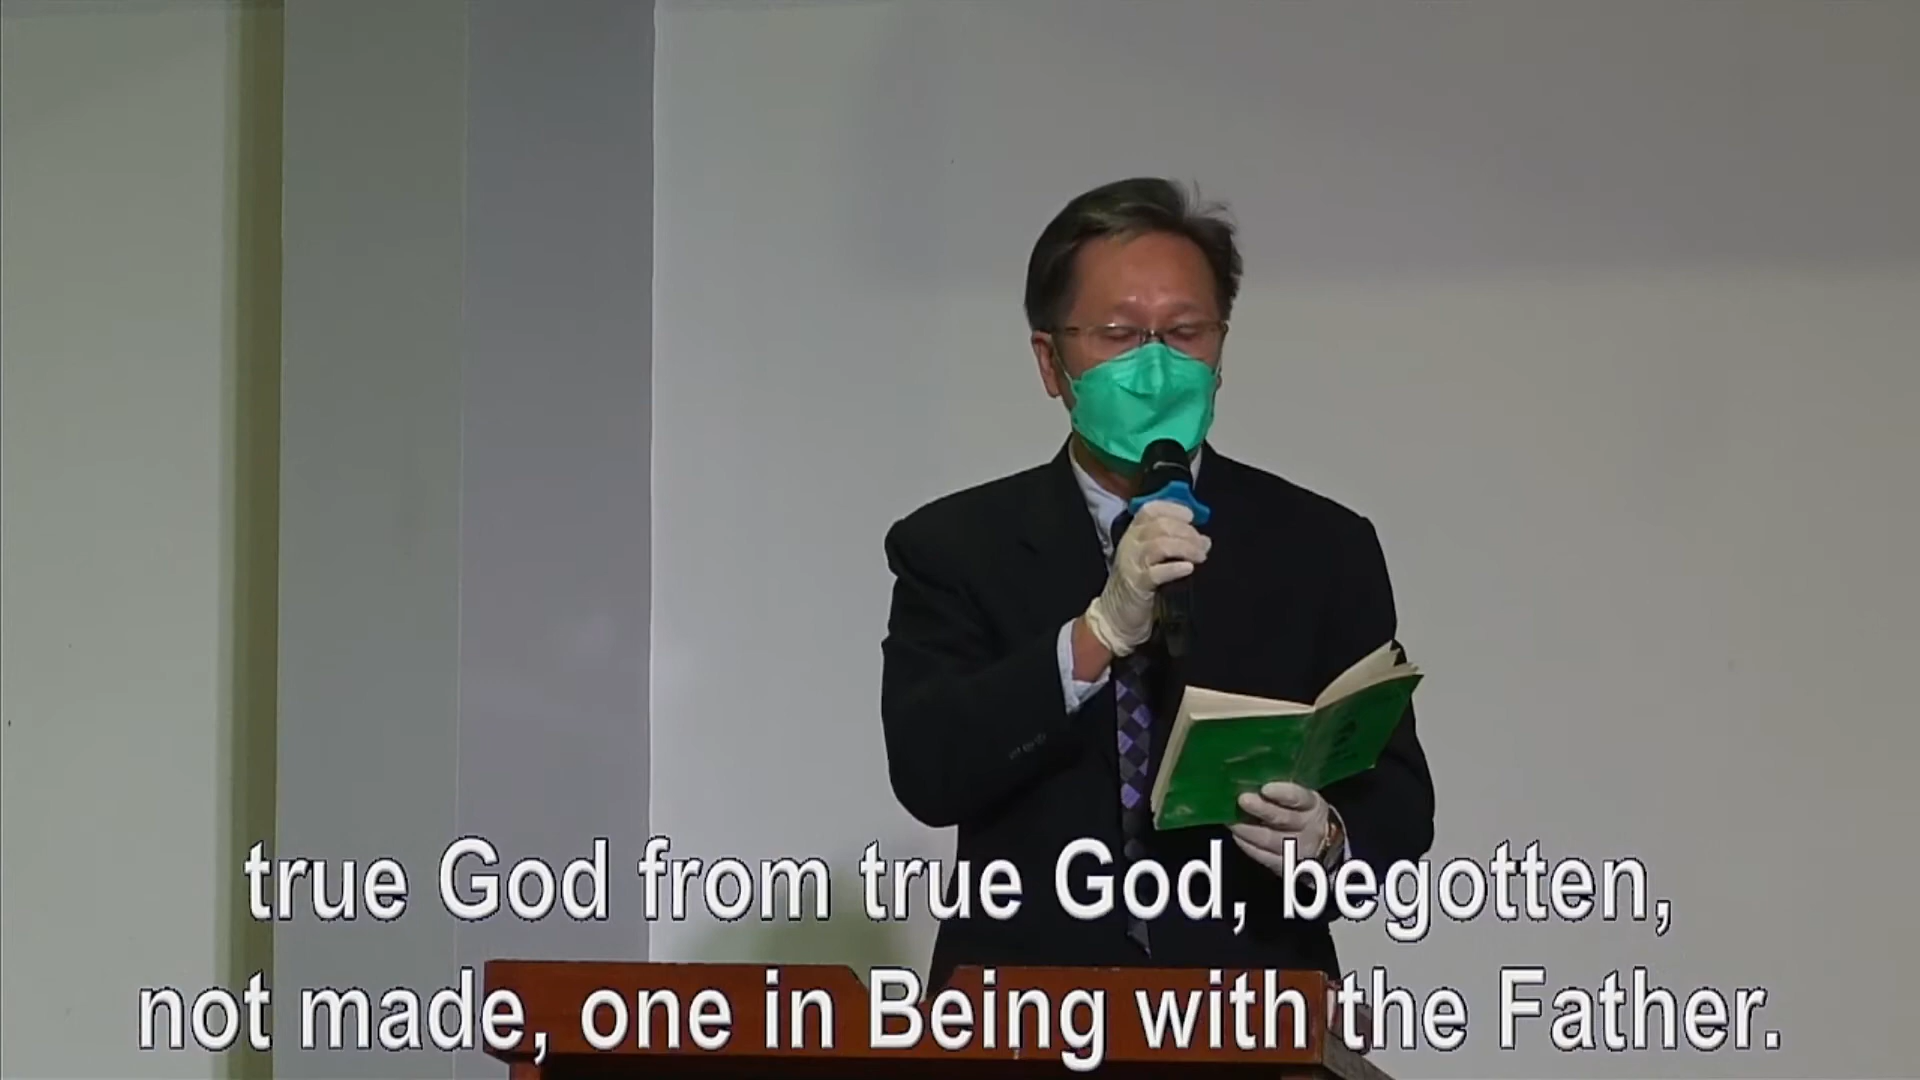 true God from true God, begotten,
not made, one in Being with the Father.